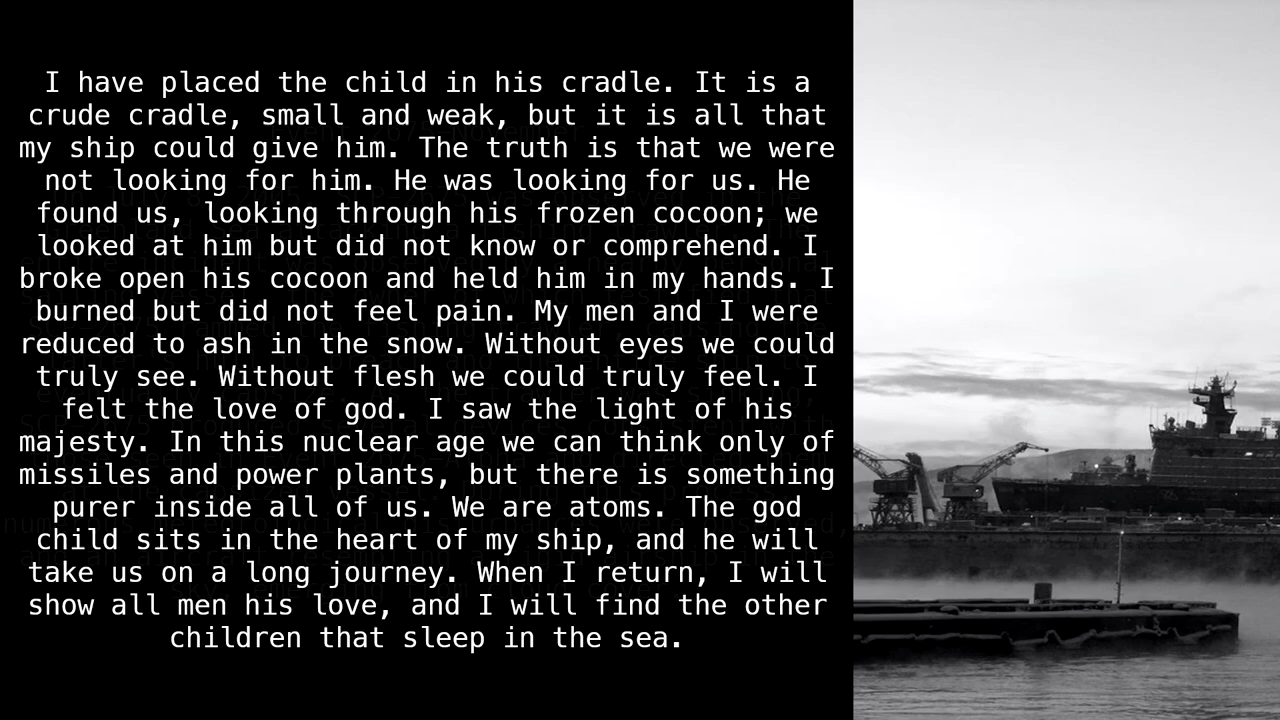 I have placed the child in his cradle. It is a
crude cradle, small and weak, but it is all that
my ship could give him. The truth is that we were
not looking for him. He was looking for us. He
found us, looking through his frozen cocoon; we
looked at him but did not know or comprehend. I
broke open his cocoon and held him in my hands. I
burned but did not feel pain. My men and I were
reduced to ash in the snow. Without eyes we could
truly see. Without flesh we could truly feel. I
felt the love of god. I saw the light of his
majesty. In this nuclear age we can think only of
missiles and power plants, but there is something
purer inside all of us. We are atoms. The god
child sits in the heart of my ship, and he will
take us on a long journey. When I return, I will
show all men his love, and I will find the other
children that sleep in the sea.